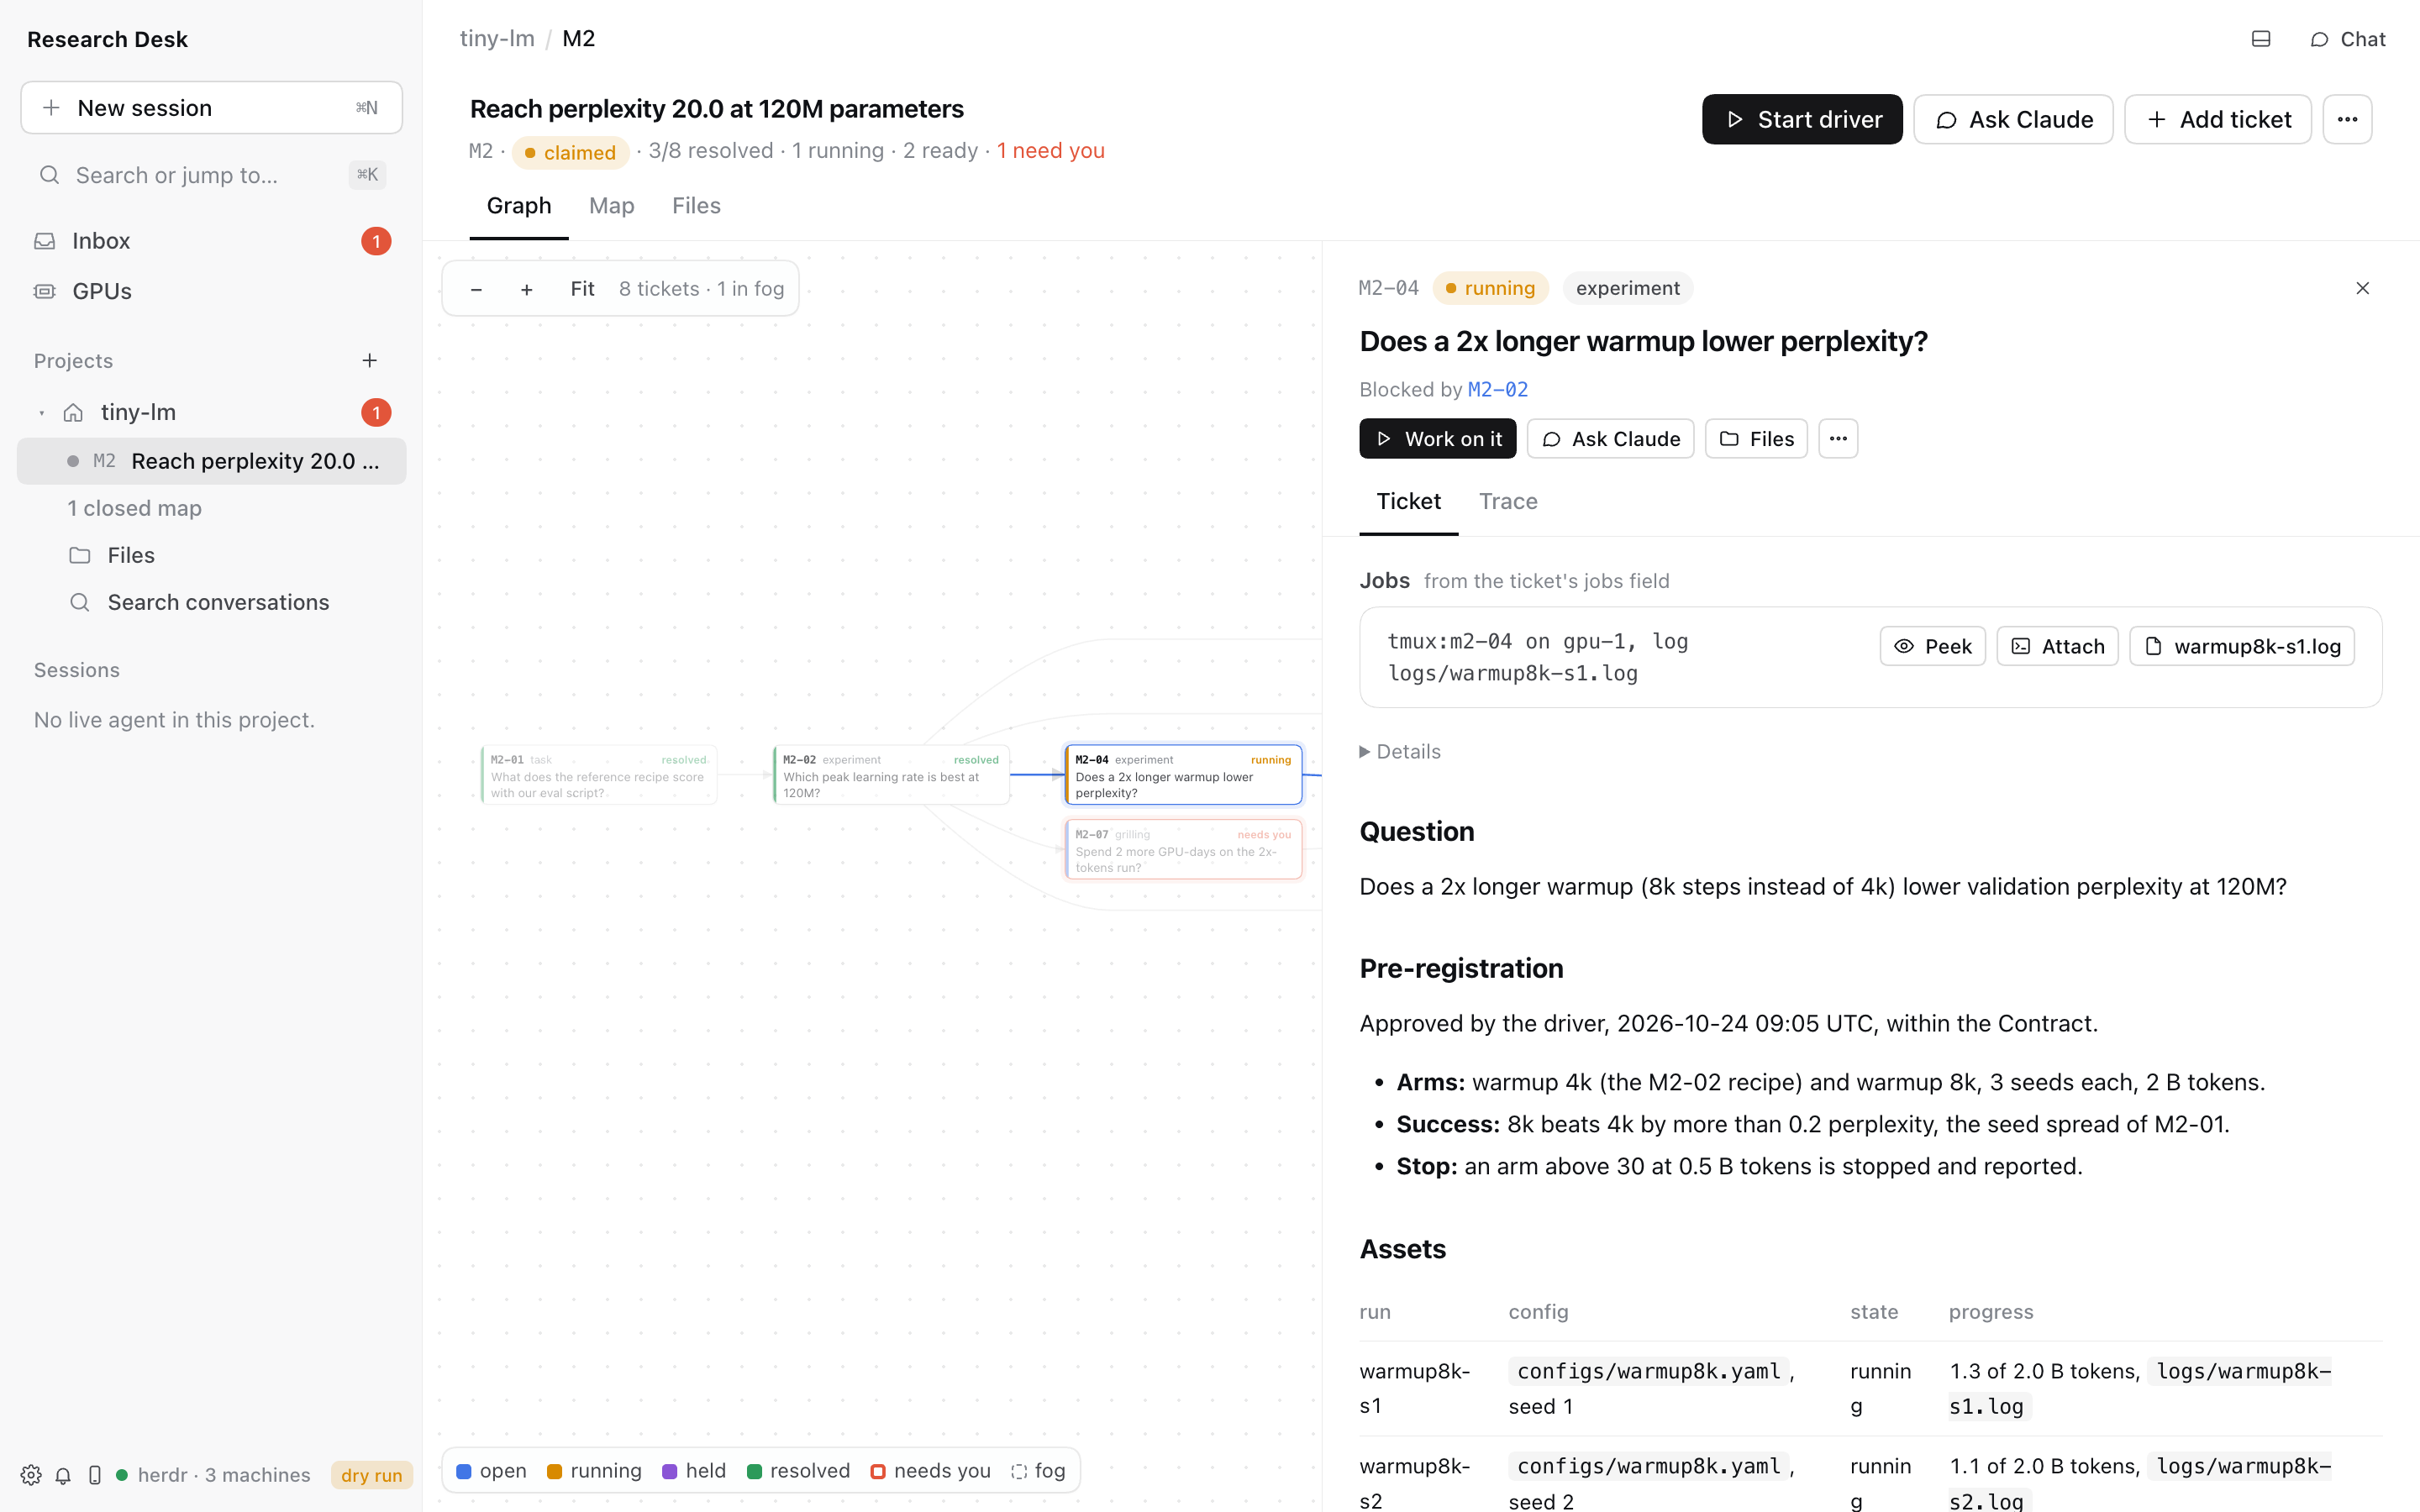 Research Desk
New session ⌘N
Search or jump to... ⌘K
Inbox 1
GPUs
Projects
tiny-lm 1
M2 Reach perplexity 20.0 ...
1 closed map
Files
Search conversations
Sessions
No live agent in this project.
herdr · 3 machines dry run
tiny-lm / M2
Chat
Reach perplexity 20.0 at 120M parameters
M2 · claimed · 3/8 resolved · 1 running · 2 ready · 1 need you
Start driver
Ask Claude
Add ticket
Graph Map Files
− + Fit 8 tickets · 1 in fog
M2-01 task resolved
What does the reference recipe score
with our eval script?
M2-02 experiment resolved
Which peak learning rate is best at
120M?
M2-04 experiment running
Does a 2x longer warmup lower
perplexity?
M2-07 grilling needs you
Spend 2 more GPU-days on the 2x-
tokens run?
open running held resolved needs you fog
M2-04 running experiment
Does a 2x longer warmup lower perplexity?
Blocked by M2-02
Work on it
Ask Claude
Files
Ticket Trace
Jobs from the ticket's jobs field
tmux:m2-04 on gpu-1, log
logs/warmup8k-s1.log
Peek
Attach
warmup8k-s1.log
Details
Question
Does a 2x longer warmup (8k steps instead of 4k) lower validation perplexity at 120M?
Pre-registration
Approved by the driver, 2026-10-24 09:05 UTC, within the Contract.
• Arms: warmup 4k (the M2-02 recipe) and warmup 8k, 3 seeds each, 2 B tokens.
• Success: 8k beats 4k by more than 0.2 perplexity, the seed spread of M2-01.
• Stop: an arm above 30 at 0.5 B tokens is stopped and reported.
Assets
run config state progress
warmup8k- configs/warmup8k.yaml, runnin 1.3 of 2.0 B tokens, logs/warmup8k-
s1 seed 1 g s1.log
warmup8k- configs/warmup8k.yaml, runnin 1.1 of 2.0 B tokens, logs/warmup8k-
s2 seed 2 g s2.log